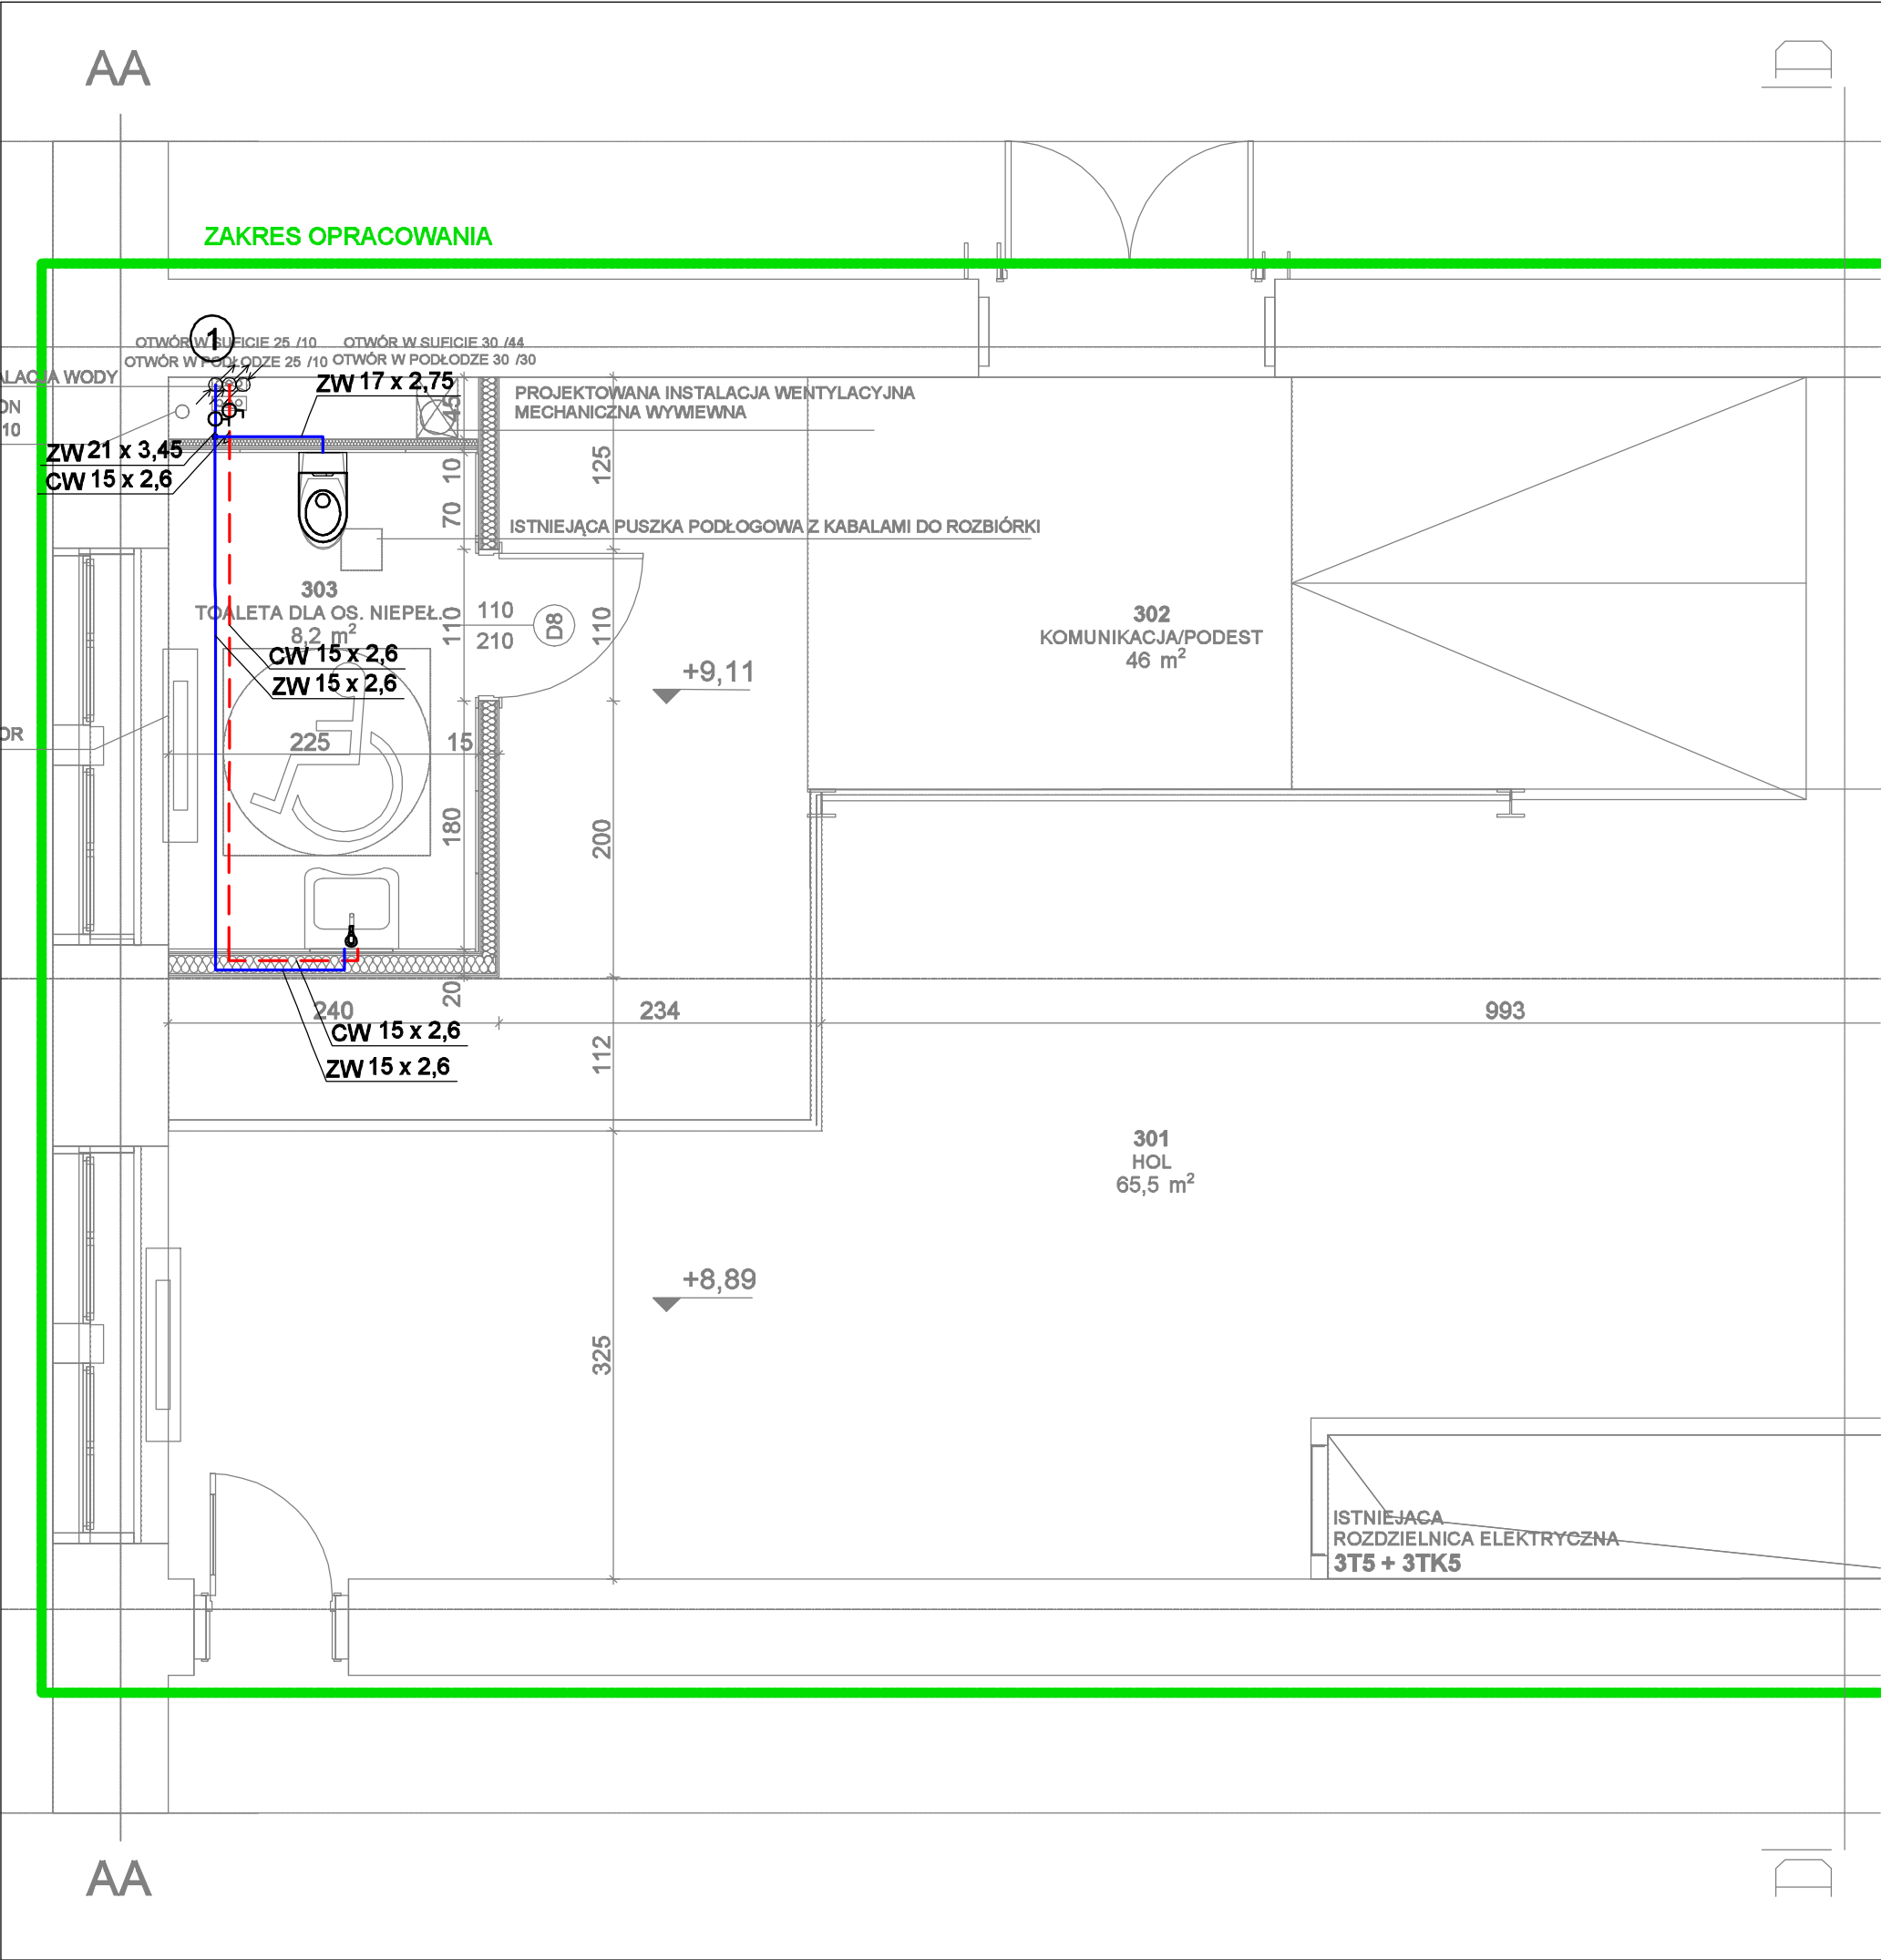 AA
ZAKRES OPRACOWANIA
1
OTWÓR W SUFICIE 25 /10
OTWÓR W SUFICIE 30 /44
OTWÓR W PODŁODZE 25 /10
OTWÓR W PODŁODZE 30 /30
WODY
ZW 17 x 2,75
45
PROJEKTOWANA INSTALACJA WENTYLACYJNA
MECHANICZNA WYWIEWNA
10
ZW 21 x 3,45
CW 15 x 2,6
10
125
70
ISTNIEJĄCA PUSZKA PODŁOGOWA Z KABALAMI DO ROZBIÓRKI
303
TOALETA DLA OS. NIEPEŁ.
8,2 m²
110
110
210
D8
110
302
KOMUNIKACJA/PODEST
46 m²
CW 15 x 2,6
ZW 15 x 2,6
+9,11
OR
225
15
180
200
20
240
234
993
CW 15 x 2,6
ZW 15 x 2,6
112
301
HOL
65,5 m²
+8,89
325
ISTNIEJACA
ROZDZIELNICA ELEKTRYCZNA
3T5 + 3TK5
AA